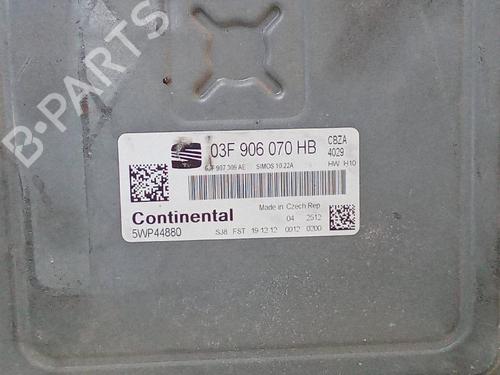 B-PARTS
03F 906 070 HB
CBZA
4029
03F 907 309 AE SIMOS 10.22A
HW H10
Continental
Made in Czech Rep
5WP44880
04 2512
SJ8 FST 19.12.12 0012 0200